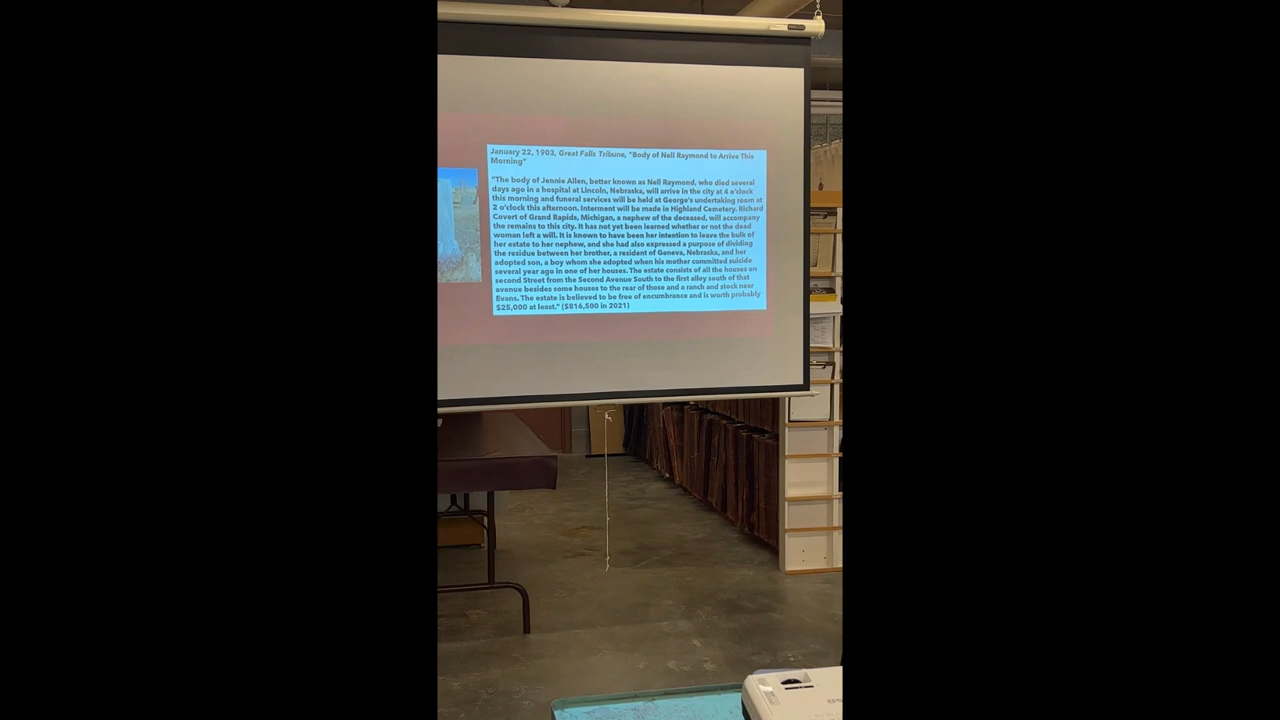 January 22, 1903, Great Falls Tribune, "Body of Nell Raymond to Arrive This
Morning"
"The body of Jennie Allen, better known as Nell Raymond, who died several
days ago in a hospital at Lincoln, Nebraska, will arrive in the city at 4 o'clock
this morning and funeral services will be held at George's undertaking room at
2 o'clock this afternoon. Interment will be made in Highland Cemetery. Richard
Covert of Grand Rapids, Michigan, a nephew of the deceased, will accompany
the remains to this city. It has not yet been learned whether or not the dead
woman left a will. It is known to have been her intention to leave the bulk of
her estate to her nephew, and she had also expressed a purpose of dividing
the residue between her brother, a resident of Geneva, Nebraska, and her
adopted son, a boy whom she adopted when his mother committed suicide
several year ago in one of her houses. The estate consists of all the houses on
second Street from the Second Avenue South to the first alley south of that
avenue besides some houses to the rear of those and a ranch and stock near
Evans. The estate is believed to be free of encumbrance and is worth probably
$25,000 at least." ($816,500 in 2021)